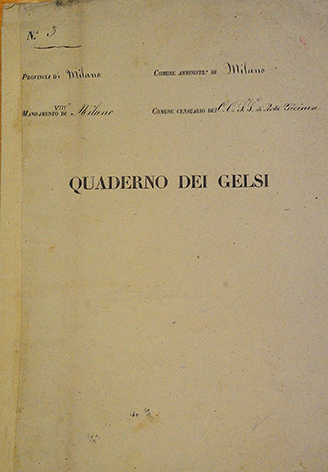 N.° 3
PROVINCIA DI Milano COMUNE AMMINISTR.° DI Milano
MANDAMENTO VIII° DI Milano COMUNE CENSUARIO DEI C.C. S.S. di Porta Ticinese
QUADERNO DEI GELSI